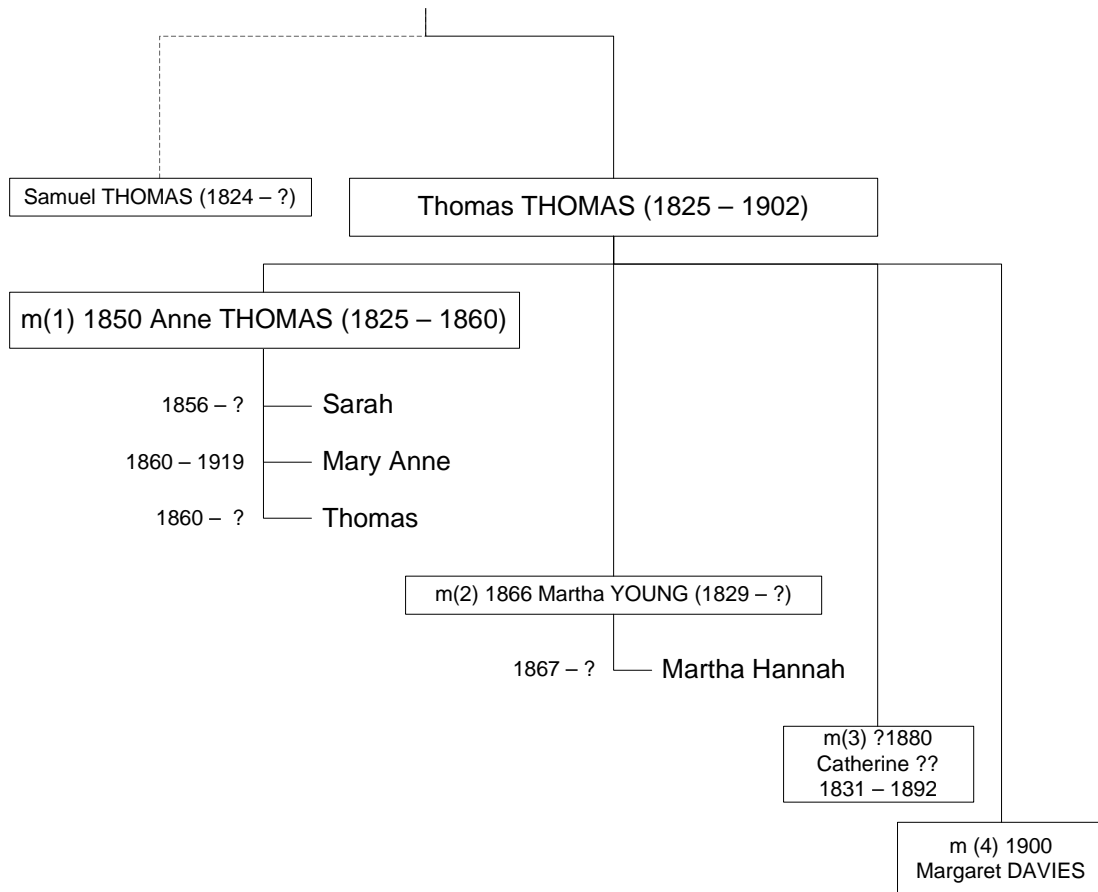 Samuel THOMAS (1824 – ?)
Thomas THOMAS (1825 – 1902)
m(1) 1850 Anne THOMAS (1825 – 1860)
1856 – ? Sarah
1860 – 1919 Mary Anne
1860 – ? Thomas
m(2) 1866 Martha YOUNG (1829 – ?)
1867 – ? Martha Hannah
m(3) ?1880
Catherine ??
1831 – 1892
m (4) 1900
Margaret DAVIES